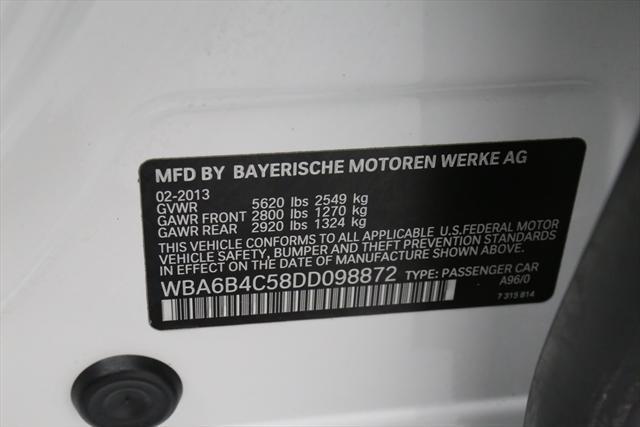 MFD BY BAYERISCHE MOTOREN WERKE AG
02-2013
GVWR 5620 lbs 2549 kg
GAWR FRONT 2800 lbs 1270 kg
GAWR REAR 2920 lbs 1324 kg
THIS VEHICLE CONFORMS TO ALL APPLICABLE U.S.FEDERAL MOTOR
VEHICLE SAFETY, BUMPER AND THEFT PREVENTION STANDARDS
IN EFFECT ON THE DATE OF MANUFACTURE SHOWN ABOVE.
WBA6B4C58DD098872 TYPE: PASSENGER CAR
A96/0
7 315 814